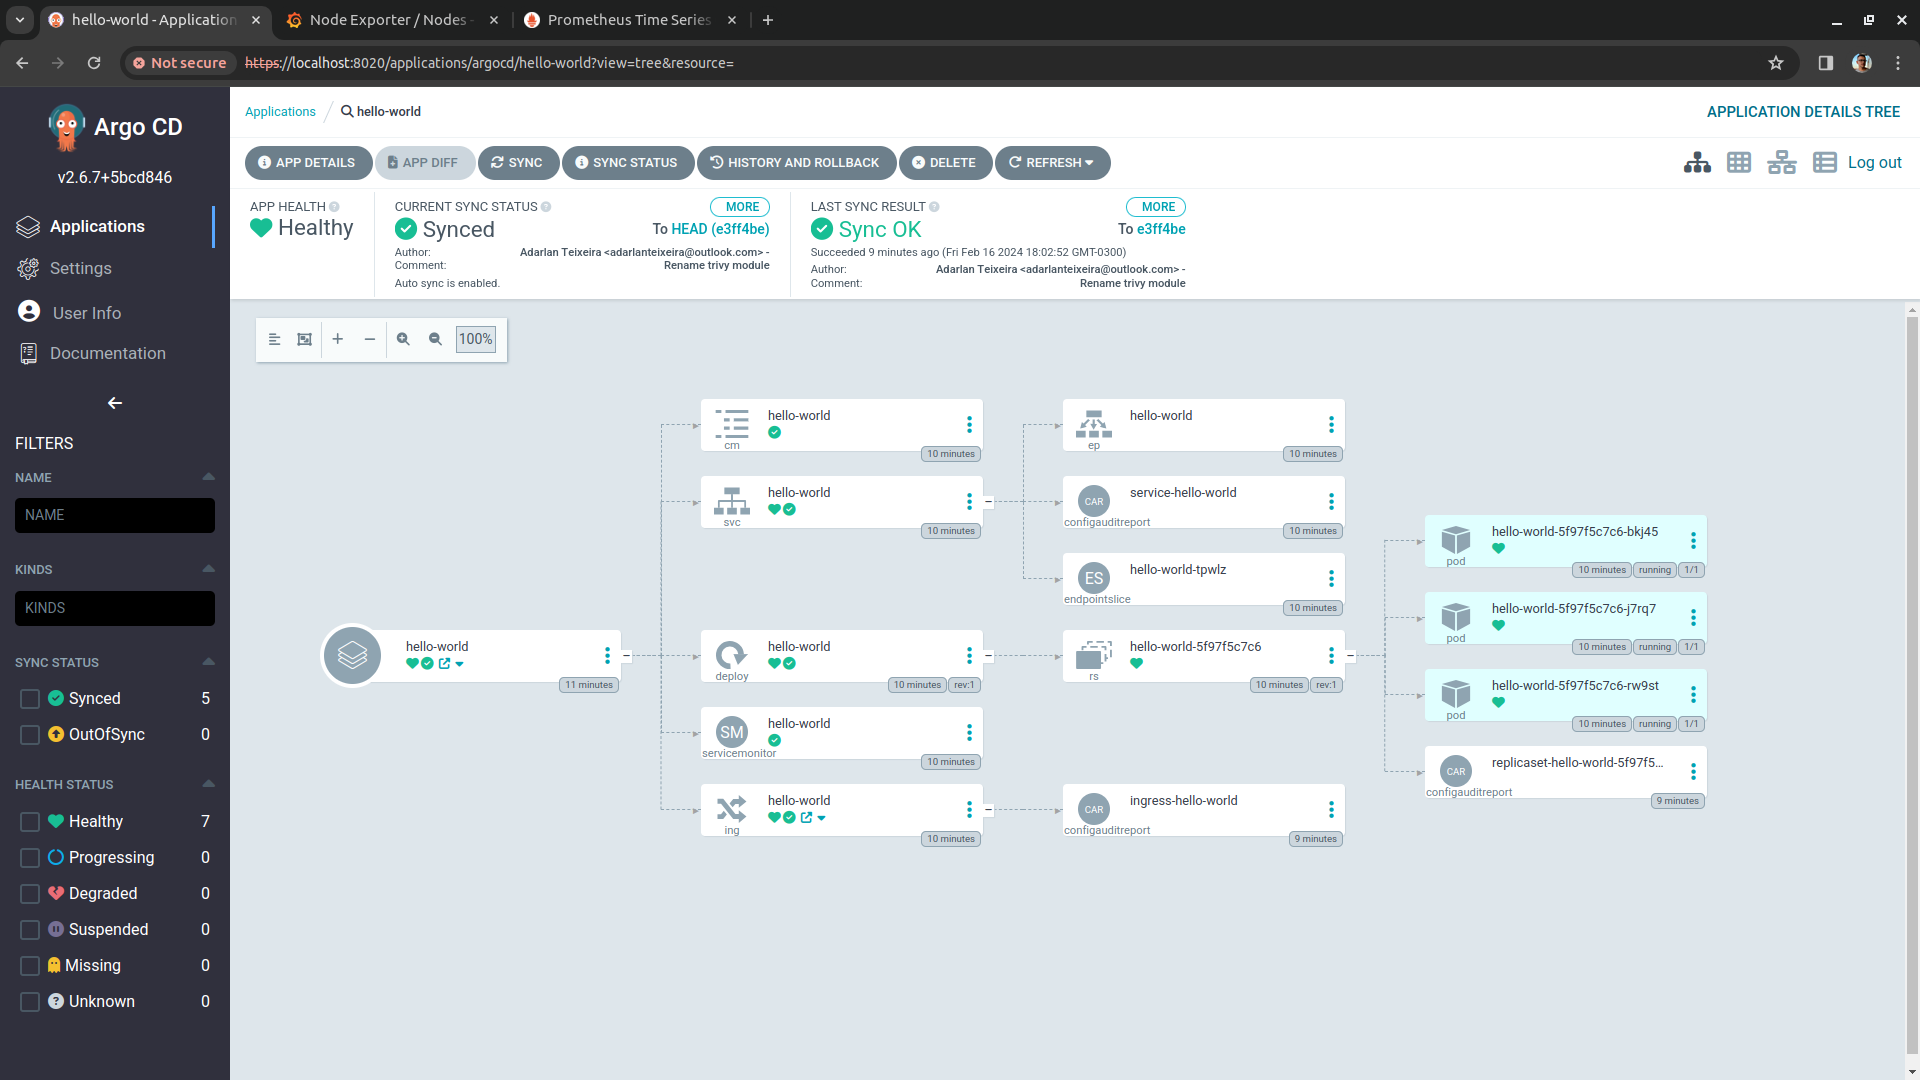 hello-world - Application
Node Exporter / Nodes -
Prometheus Time Series
Not secure
https://localhost:8020/applications/argocd/hello-world?view=tree&resource=
Argo CD
v2.6.7+5bcd846
Applications
Settings
User Info
Documentation
FILTERS
NAME
NAME
KINDS
KINDS
SYNC STATUS
Synced 5
OutOfSync 0
HEALTH STATUS
Healthy 7
Progressing 0
Degraded 0
Suspended 0
Missing 0
Unknown 0
Applications / hello-world
APPLICATION DETAILS TREE
APP DETAILS
APP DIFF
SYNC
SYNC STATUS
HISTORY AND ROLLBACK
DELETE
REFRESH
Log out
APP HEALTH
Healthy
CURRENT SYNC STATUS
MORE
Synced
To HEAD (e3ff4be)
Author: Adarlan Teixeira <adarlanteixeira@outlook.com> -
Comment: Rename trivy module
Auto sync is enabled.
LAST SYNC RESULT
MORE
Sync OK
To e3ff4be
Succeeded 9 minutes ago (Fri Feb 16 2024 18:02:52 GMT-0300)
Author: Adarlan Teixeira <adarlanteixeira@outlook.com> -
Comment: Rename trivy module
100%
hello-world
11 minutes
hello-world
cm
10 minutes
hello-world
svc
10 minutes
hello-world
deploy
10 minutes rev:1
SM
hello-world
servicemonitor
10 minutes
hello-world
ing
10 minutes
hello-world
ep
10 minutes
CAR
service-hello-world
configauditreport
10 minutes
ES
hello-world-tpwlz
endpointslice
10 minutes
hello-world-5f97f5c7c6
rs
10 minutes rev:1
CAR
ingress-hello-world
configauditreport
9 minutes
hello-world-5f97f5c7c6-bkj45
pod
10 minutes running 1/1
hello-world-5f97f5c7c6-j7rq7
pod
10 minutes running 1/1
hello-world-5f97f5c7c6-rw9st
pod
10 minutes running 1/1
CAR
replicaset-hello-world-5f97f5...
configauditreport
9 minutes